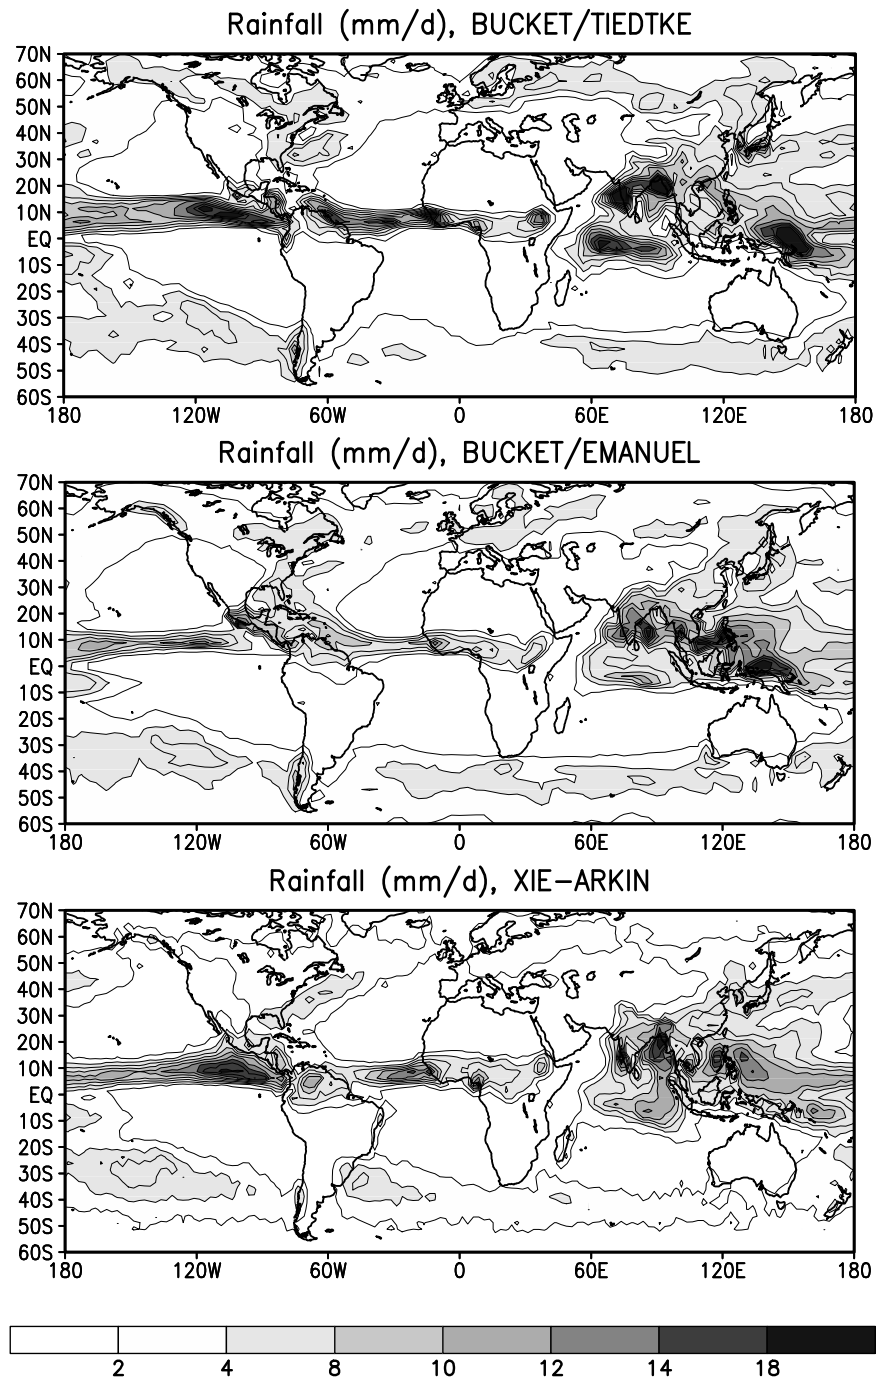 Rainfall (mm/d), BUCKET/TIEDTKE
70N
60N
50N
40N
30N
20N
10N
EQ
10S
20S
30S
40S
50S
60S
180 120W 60W 0 60E 120E 180
Rainfall (mm/d), BUCKET/EMANUEL
70N
60N
50N
40N
30N
20N
10N
EQ
10S
20S
30S
40S
50S
60S
180 120W 60W 0 60E 120E 180
Rainfall (mm/d), XIE-ARKIN
70N
60N
50N
40N
30N
20N
10N
EQ
10S
20S
30S
40S
50S
60S
180 120W 60W 0 60E 120E 180
2 4 8 10 12 14 18